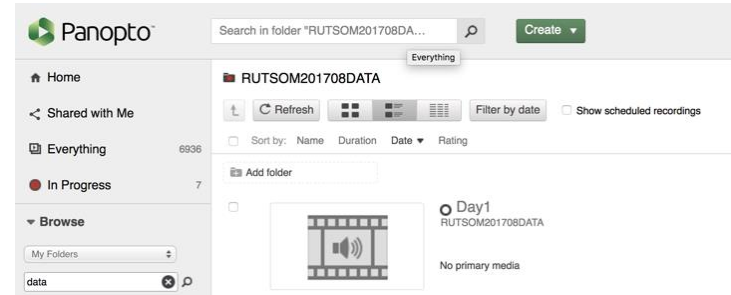 Panopto
Search in folder "RUTSOM201708DA...
Create
Everything
Home
Shared with Me
Everything 6936
In Progress 7
Browse
My Folders
data
RUTSOM201708DATA
Refresh
Filter by date
Show scheduled recordings
Sort by: Name Duration Date Rating
Add folder
Day1
RUTSOM201708DATA
No primary media